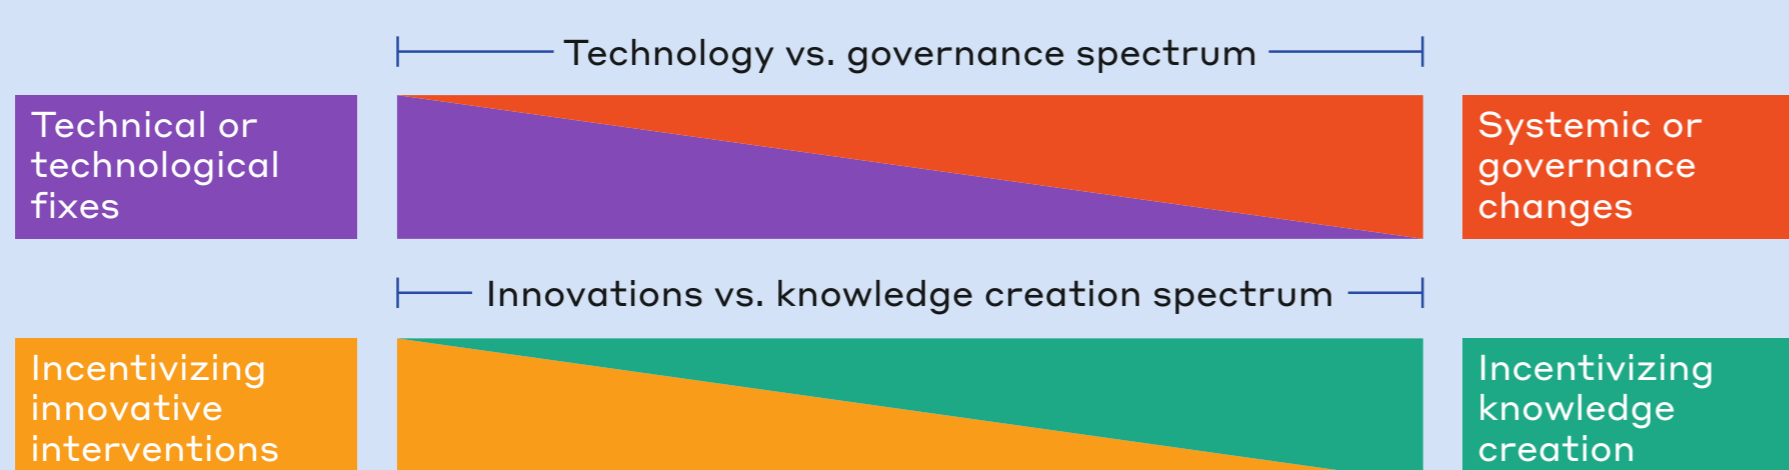 Technology vs. governance spectrum
Technical or
technological
fixes
Systemic or
governance
changes
Innovations vs. knowledge creation spectrum
Incentivizing
innovative
interventions
Incentivizing
knowledge
creation